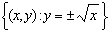 {(x, y) : y = ±√x}